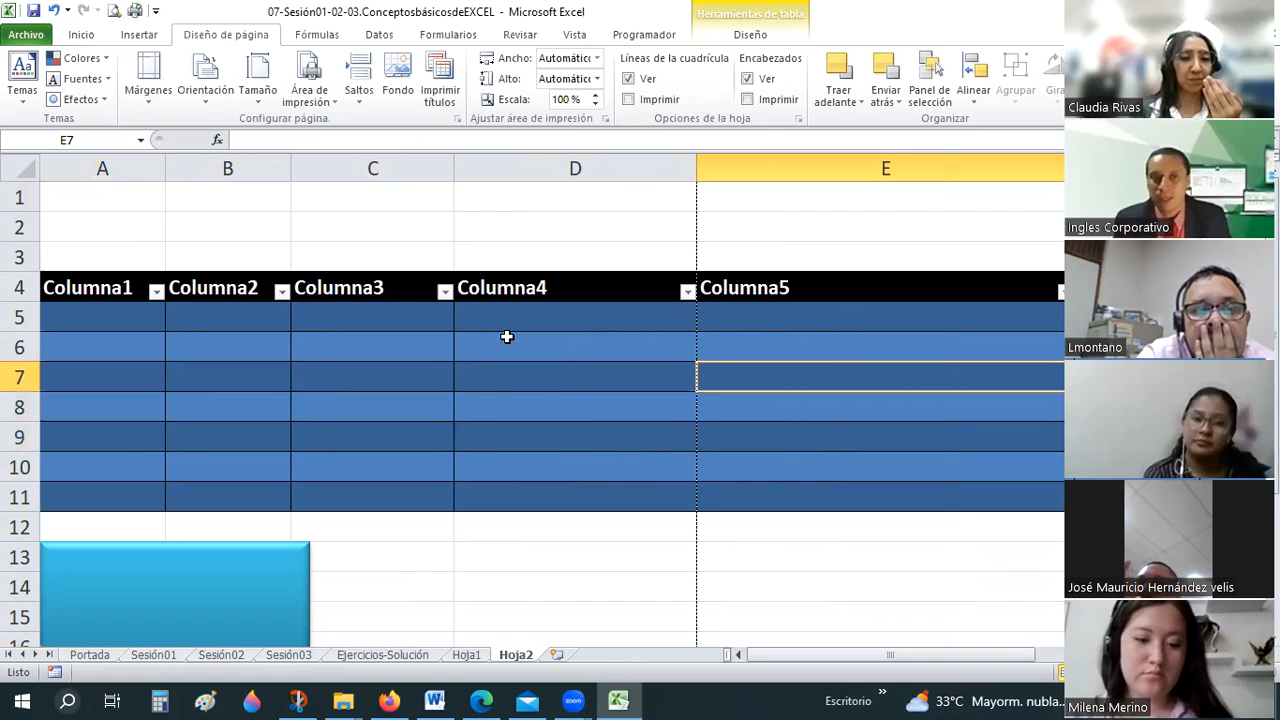 07-Sesión01-02-03.ConceptosbásicosdeEXCEL - Microsoft Excel
Herramientas de tabla
Archivo Inicio Insertar Diseño de página Fórmulas Datos Formularios Revisar Vista Programador Diseño
Temas Colores Fuentes Efectos
Márgenes Orientación Tamaño Área de impresión Saltos Fondo Imprimir títulos
Ancho: Automátic
Alto: Automátic
Escala: 100 %
Líneas de la cuadrícula Encabezados
Ver Ver
Imprimir Imprimir
Traer adelante Enviar atrás Panel de selección Alinear Agrupar Gira
Temas Configurar página Ajustar área de impresión Opciones de la hoja Organizar
E7 fx
A B C D E
1
2
3
4 Columna1 Columna2 Columna3 Columna4 Columna5
5
6
7
8
9
10
11
12
13
14
15
16
Portada Sesión01 Sesión02 Sesión03 Ejercicios-Solución Hoja1 Hoja2
Listo
Escritorio » 33°C Mayorm. nubla...
zoom
Claudia Rivas
Ingles Corporativo
Lmontano
José Mauricio Hernández velis
Milena Merino